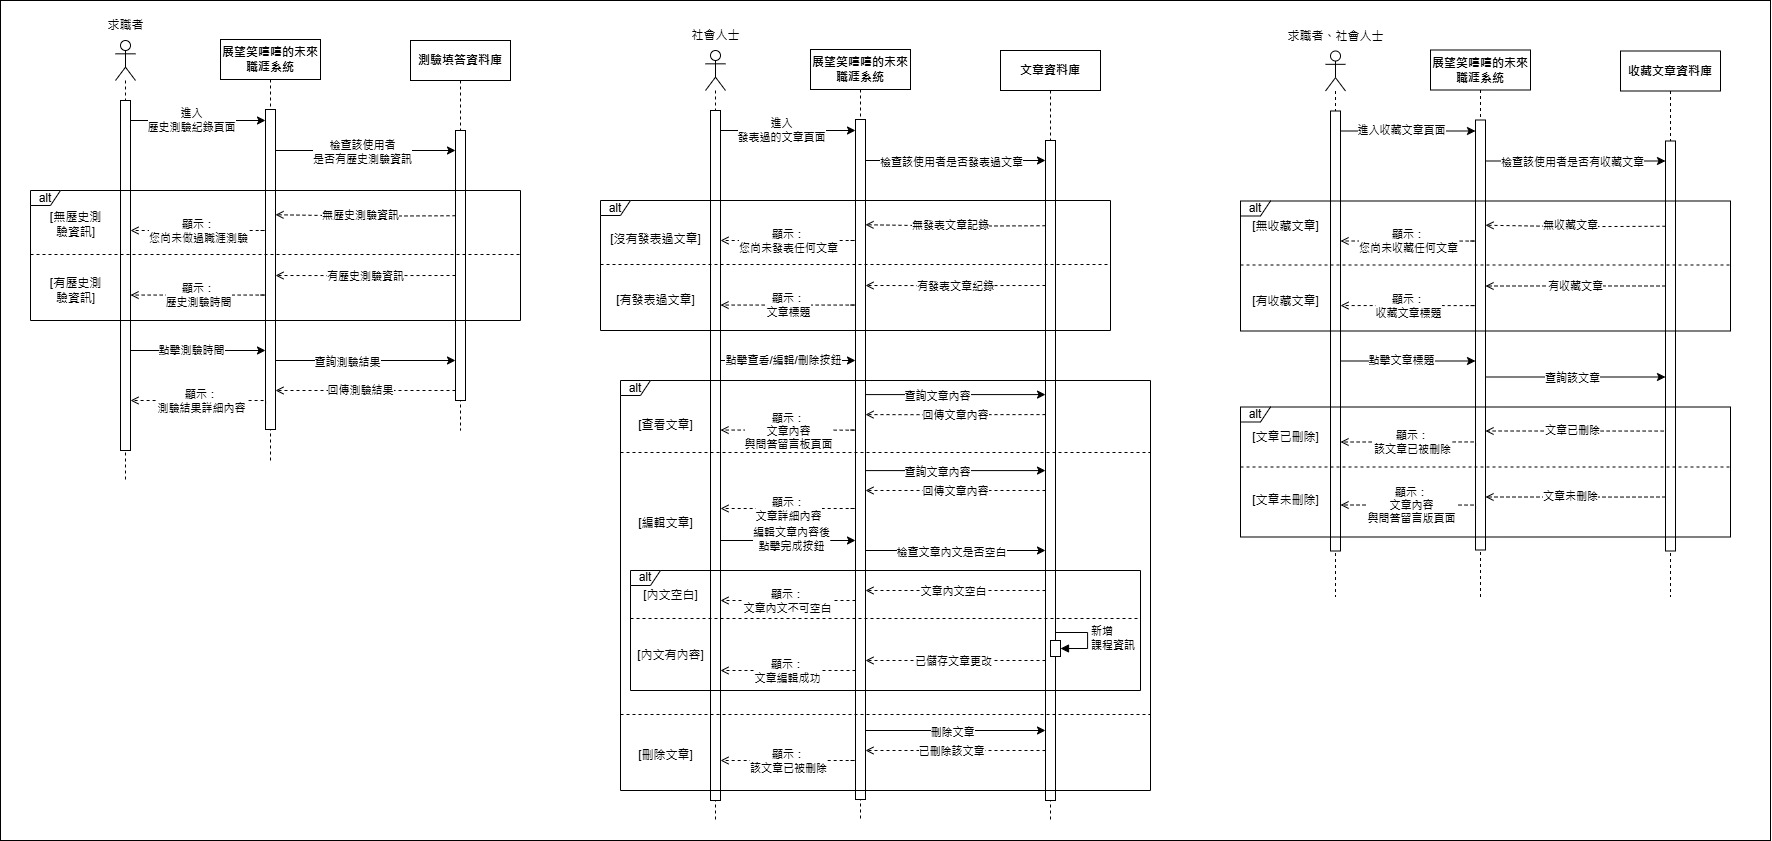 求職者
展望笑嘻嘻的未來
職涯系統
測驗填答資料庫
進入
歷史測驗紀錄頁面
檢查該使用者
是否有歷史測驗資訊
alt
[無歷史測
驗資訊]
無歷史測驗資訊
顯示：
您尚未做過職涯測驗
[有歷史測
驗資訊]
有歷史測驗資訊
顯示：
歷史測驗時間
點擊測驗時間
查詢測驗結果
回傳測驗結果
顯示：
測驗結果詳細內容
社會人士
展望笑嘻嘻的未來
職涯系統
文章資料庫
進入
發表過的文章頁面
檢查該使用者是否發表過文章
alt
[沒有發表過文章]
無發表文章記錄
顯示：
您尚未發表任何文章
[有發表過文章]
有發表文章紀錄
顯示：
文章標題
點擊查看/編輯/刪除按鈕
alt
[查看文章]
查詢文章內容
回傳文章內容
顯示：
文章內容
與問答留言板頁面
[編輯文章]
查詢文章內容
回傳文章內容
顯示：
文章詳細內容
編輯文章內容後
點擊完成按鈕
檢查文章內文是否空白
alt
[內文空白]
文章內文空白
顯示：
文章內文不可空白
[內文有內容]
新增
課程資訊
已儲存文章更改
顯示：
文章編輯成功
[刪除文章]
刪除文章
已刪除該文章
顯示：
該文章已被刪除
求職者、社會人士
展望笑嘻嘻的未來
職涯系統
收藏文章資料庫
進入收藏文章頁面
檢查該使用者是否有收藏文章
alt
[無收藏文章]
無收藏文章
顯示：
您尚未收藏任何文章
[有收藏文章]
有收藏文章
顯示：
收藏文章標題
點擊文章標題
查詢該文章
alt
[文章已刪除]
文章已刪除
顯示：
該文章已被刪除
[文章未刪除]
文章未刪除
顯示：
文章內容
與問答留言版頁面